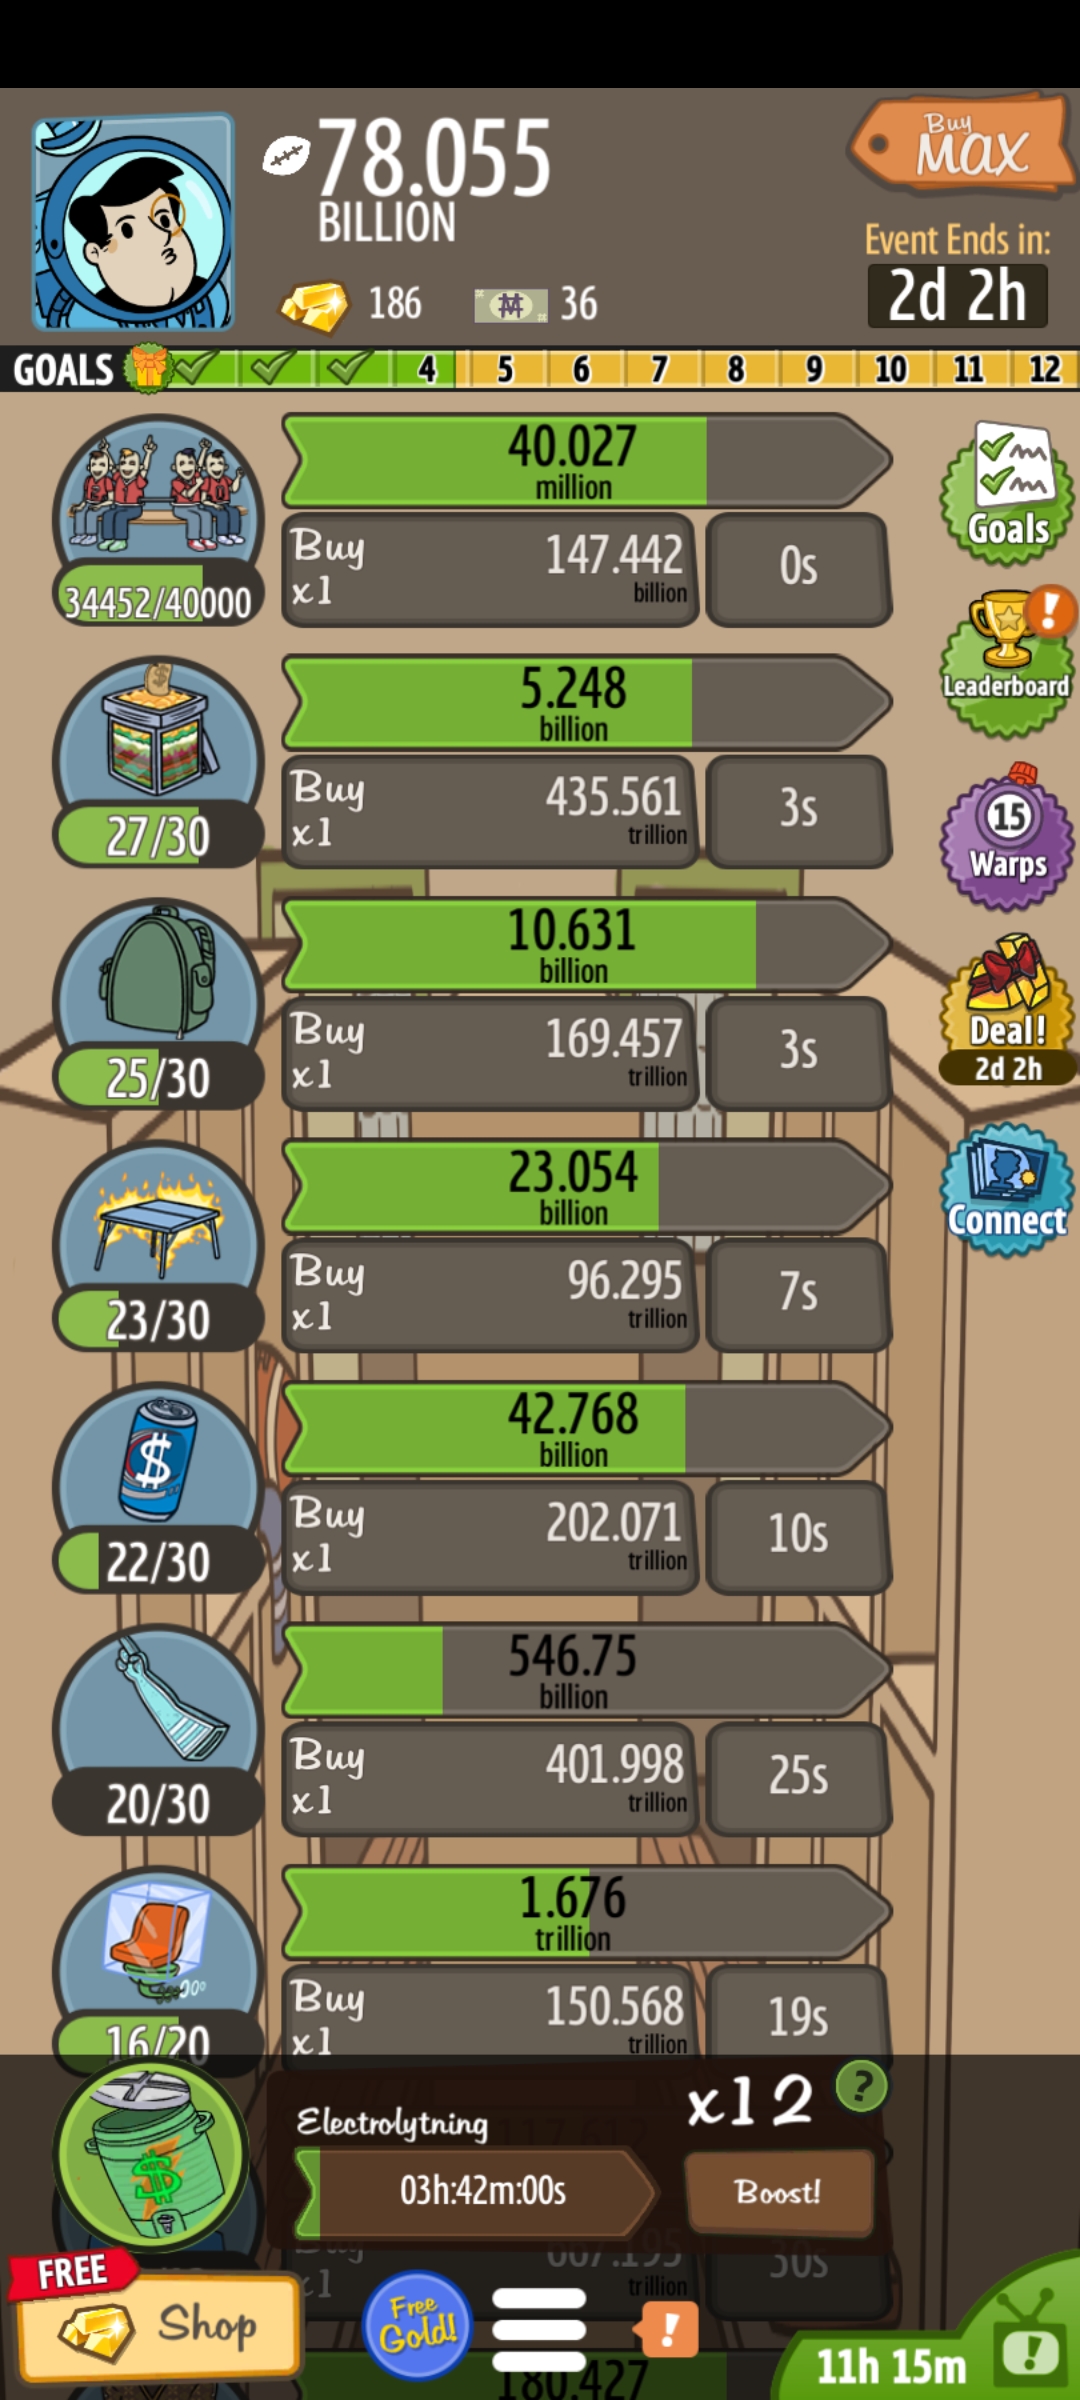 78.055
BILLION
Buy
MAX
Event Ends in:
2d 2h
186
36
GOALS 4 5 6 7 8 9 10 11 12
40.027
million
Buy
x1
147.442
billion
0s
34452/40000
Goals
5.248
billion
Buy
x1
435.561
trillion
3s
27/30
Leaderboard
10.631
billion
Buy
x1
169.457
trillion
3s
25/30
15
Warps
23.054
billion
Buy
x1
96.295
trillion
7s
23/30
Deal!
2d 2h
42.768
billion
Buy
x1
202.071
trillion
10s
22/30
Connect
546.75
billion
Buy
x1
401.998
trillion
25s
20/30
1.676
trillion
Buy
x1
150.568
trillion
19s
16/20
Electrolytning
x12
?
03h:42m:00s
Boost!
Buy
x1
667.195
trillion
30s
FREE
Shop
Free
Gold!
!
11h 15m
180.427